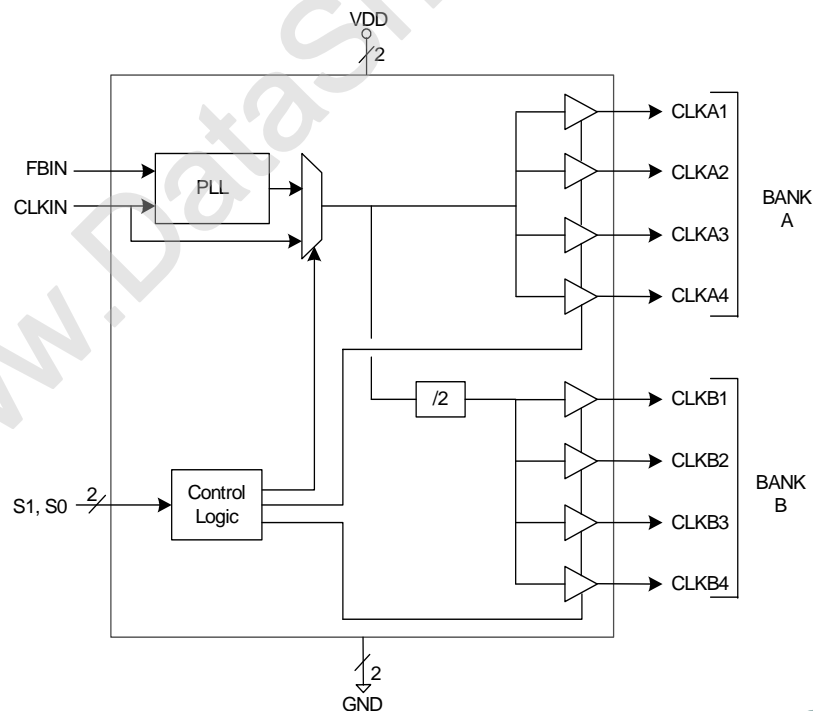 VDD
2
CLKA1
FBIN
PLL
CLKA2
CLKIN
BANK
A
CLKA3
CLKA4
/2
CLKB1
CLKB2
S1, S0
2
Control
Logic
BANK
B
CLKB3
CLKB4
2
GND
w.DataSh